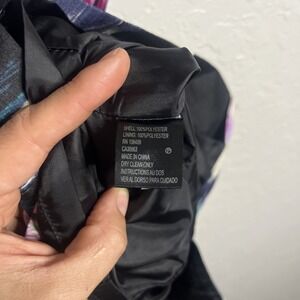 SHELL: 100% POLYESTER
LINING: 100% POLYESTER
MADE IN CHINA
DRY CLEAN ONLY
INSTRUCTIONS AU DOS
VER AL DORSO PARA CUIDADO